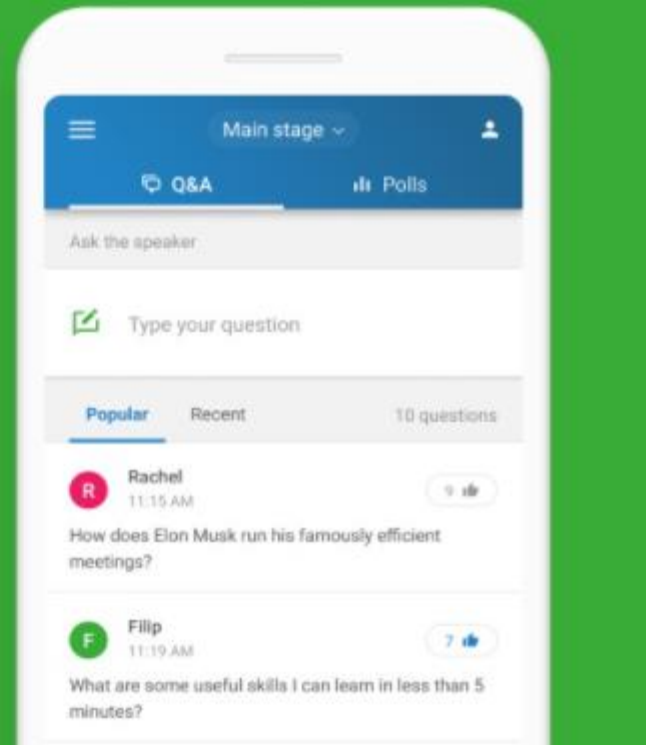 Main stage
Q&A
Polls
Ask the speaker
Type your question
Popular
Recent
10 questions
R
Rachel
11:15 AM
9
How does Elon Musk run his famously efficient
meetings?
F
Filip
11:19 AM
7
What are some useful skills I can learn in less than 5
minutes?